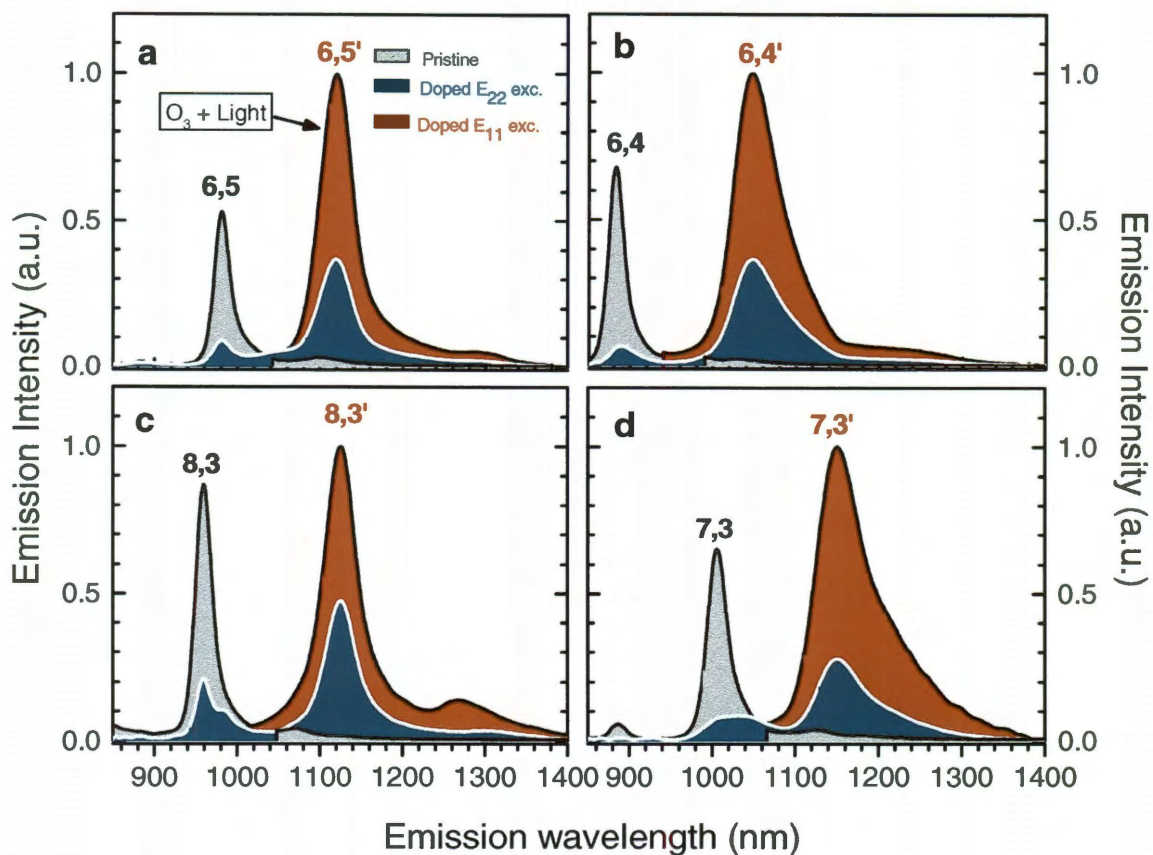 a
6,5'
Pristine
Doped E22 exc.
Doped E11 exc.
O3 + Light
6,5
1.0
0.5
0.0
b
6,4'
6,4
1.0
0.5
0.0
c
8,3'
8,3
1.0
0.5
0.0
900 1000 1100 1200 1300 1400
d
7,3'
7,3
1.0
0.5
0.0
900 1000 1100 1200 1300 1400
Emission Intensity (a.u.)
Emission Intensity (a.u.)
Emission wavelength (nm)